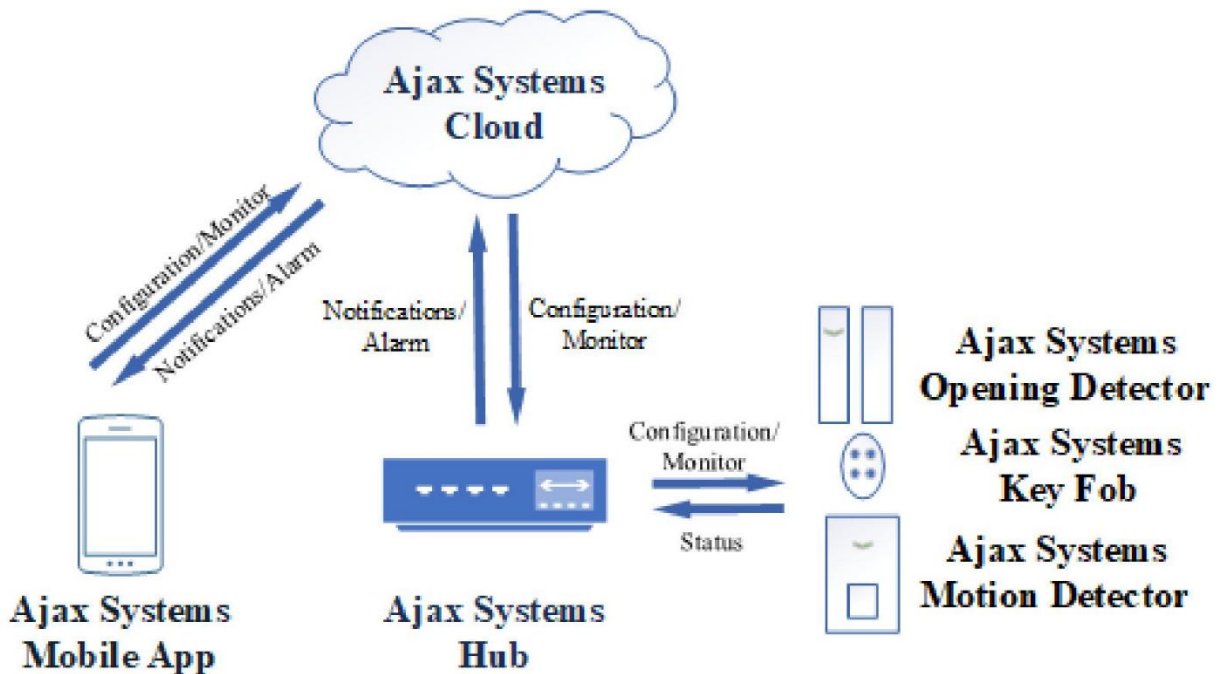 Ajax Systems
Cloud
Configuration/Monitor
Notifications/Alarm
Notifications/
Alarm
Configuration/
Monitor
Configuration/
Monitor
Status
Ajax Systems
Opening Detector
Ajax Systems
Key Fob
Ajax Systems
Motion Detector
Ajax Systems
Mobile App
Ajax Systems
Hub